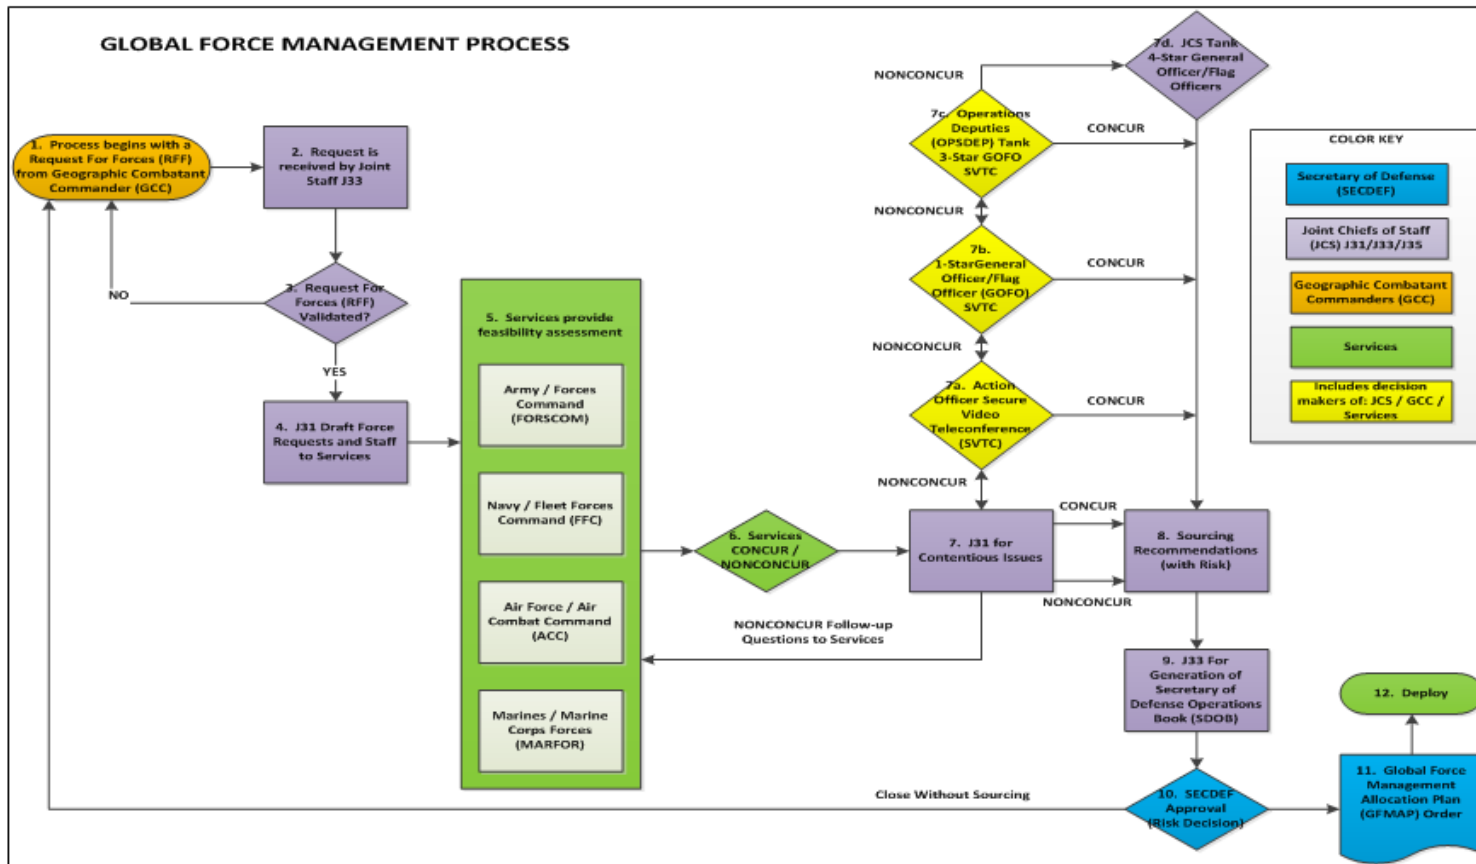 GLOBAL FORCE MANAGEMENT PROCESS
1. Process begins with a
Request For Forces (RFF)
from Geographic Combatant
Commander (GCC)
2. Request is
received by Joint
Staff J33
NO
3. Request For
Forces (RFF)
Validated?
YES
4. J31 Draft Force
Requests and Staff
to Services
5. Services provide
feasibility assessment
Army / Forces
Command
(FORSCOM)
Navy / Fleet Forces
Command (FFC)
Air Force / Air
Combat Command
(ACC)
Marines / Marine
Corps Forces
(MARFOR)
6. Services
CONCUR /
NONCONCUR
7. J31 for
Contentious Issues
NONCONCUR Follow-up
Questions to Services
NONCONCUR
7a. Action
Officer Secure
Video
Teleconference
(SVTC)
CONCUR
NONCONCUR
7b.
1-StarGeneral
Officer/Flag
Officer (GOFO)
SVTC
CONCUR
NONCONCUR
7c. Operations
Deputies
(OPSDEP) Tank
3-Star GOFO
SVTC
CONCUR
NONCONCUR
7d. JCS Tank
4-Star General
Officer/Flag
Officers
CONCUR
NONCONCUR
8. Sourcing
Recommendations
(with Risk)
9. J33 For
Generation of
Secretary of
Defense Operations
Book (SDOB)
10. SECDEF
Approval
(Risk Decision)
Close Without Sourcing
11. Global Force
Management
Allocation Plan
(GFMAP) Order
12. Deploy
COLOR KEY
Secretary of Defense
(SECDEF)
Joint Chiefs of Staff
(JCS) J31/J33/J35
Geographic Combatant
Commanders (GCC)
Services
Includes decision
makers of: JCS / GCC /
Services